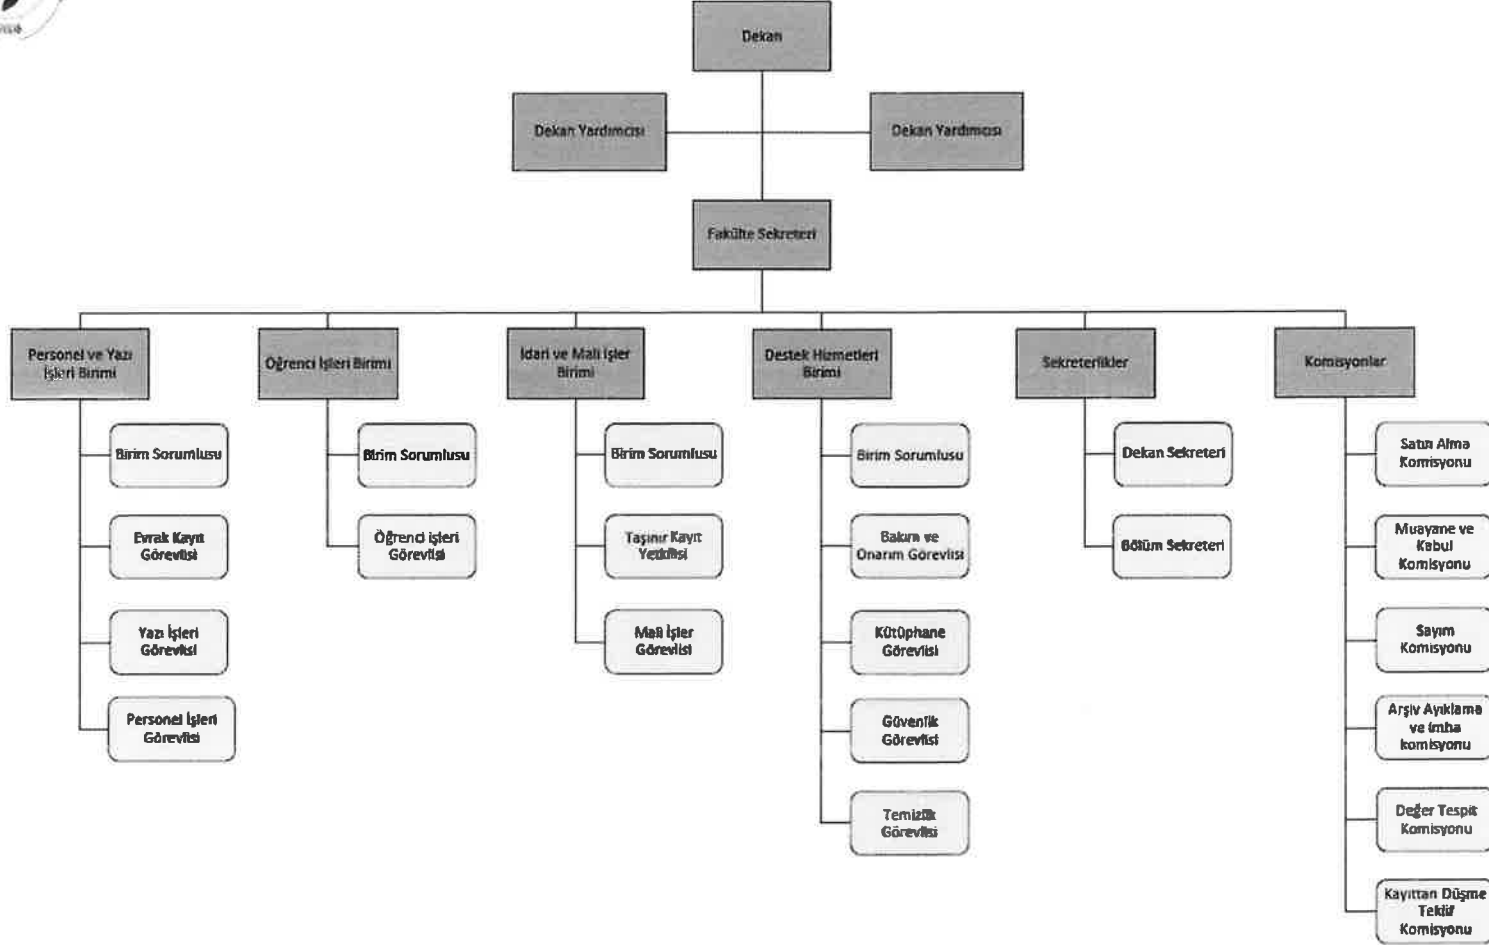 Dekan
Dekan Yardımcısı
Dekan Yardımcısı
Fakülte Sekreteri
Personel ve Yazı
İşleri Birimi
Öğrenci İşleri Birimi
İdari ve Mali İşler
Birimi
Destek Hizmetleri
Birimi
Sekreterlikler
Komisyonlar
Birim Sorumlusu
Evrak Kayıt
Görevlisi
Yazı İşleri
Görevlisi
Personel İşleri
Görevlisi
Birim Sorumlusu
Öğrenci işleri
Görevlisi
Birim Sorumlusu
Taşınır Kayıt
Yetkilisi
Mali İşler
Görevlisi
Birim Sorumlusu
Bakım ve
Onarım Görevlisi
Kütüphane
Görevlisi
Güvenlik
Görevlisi
Temizlik
Görevlisi
Dekan Sekreteri
Bölüm Sekreteri
Satın Alma
Komisyonu
Muayane ve
Kabul
Komisyonu
Sayım
Komisyonu
Arşiv Ayıklama
ve imha
komisyonu
Değer Tespit
Komisyonu
Kayıttan Düşme
Teklif
Komisyonu